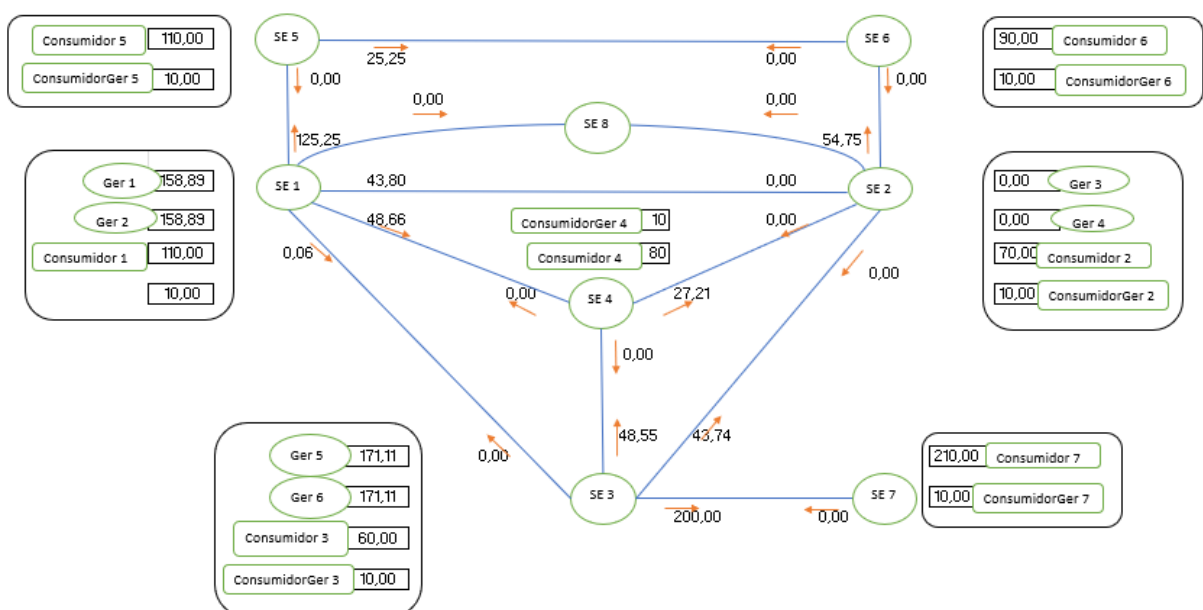 SE 5
SE 6
Consumidor 5 110,00
ConsumidorGer 5 10,00
90,00 Consumidor 6
10,00 ConsumidorGer 6
25,25
0,00
0,00
0,00
0,00
0,00
SE 8
125,25
54,75
Ger 1 158,89
Ger 2 158,89
Consumidor 1 110,00
10,00
SE 1
43,80
0,00
SE 2
0,00 Ger 3
0,00 Ger 4
70,00 Consumidor 2
10,00 ConsumidorGer 2
48,66
0,00
ConsumidorGer 4 10
Consumidor 4 80
0,06
0,00
0,00
SE 4
27,21
0,00
0,00
48,55
43,74
Ger 5 171,11
Ger 6 171,11
Consumidor 3 60,00
ConsumidorGer 3 10,00
SE 3
200,00
0,00
SE 7
210,00 Consumidor 7
10,00 ConsumidorGer 7